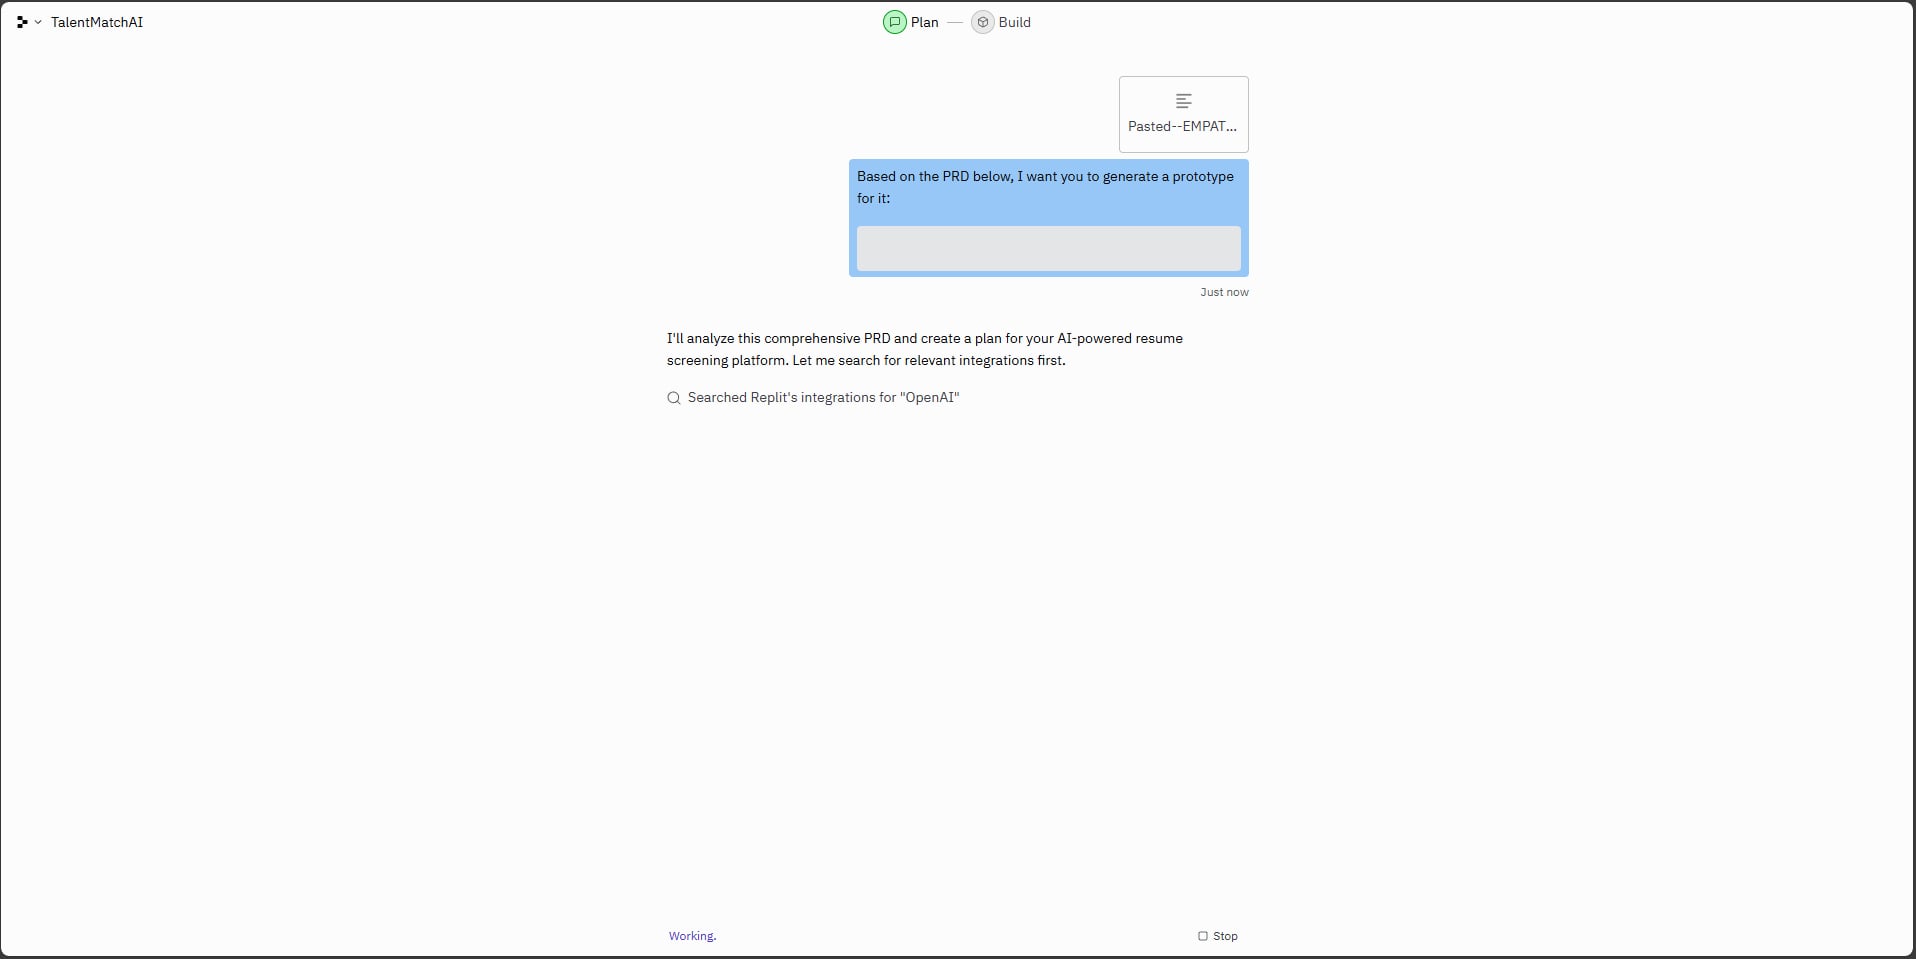 TalentMatchAI
Plan
Build
Pasted--EMPAT...
Based on the PRD below, I want you to generate a prototype
for it:
Just now
I'll analyze this comprehensive PRD and create a plan for your AI-powered resume
screening platform. Let me search for relevant integrations first.
Searched Replit's integrations for "OpenAI"
Working.
Stop